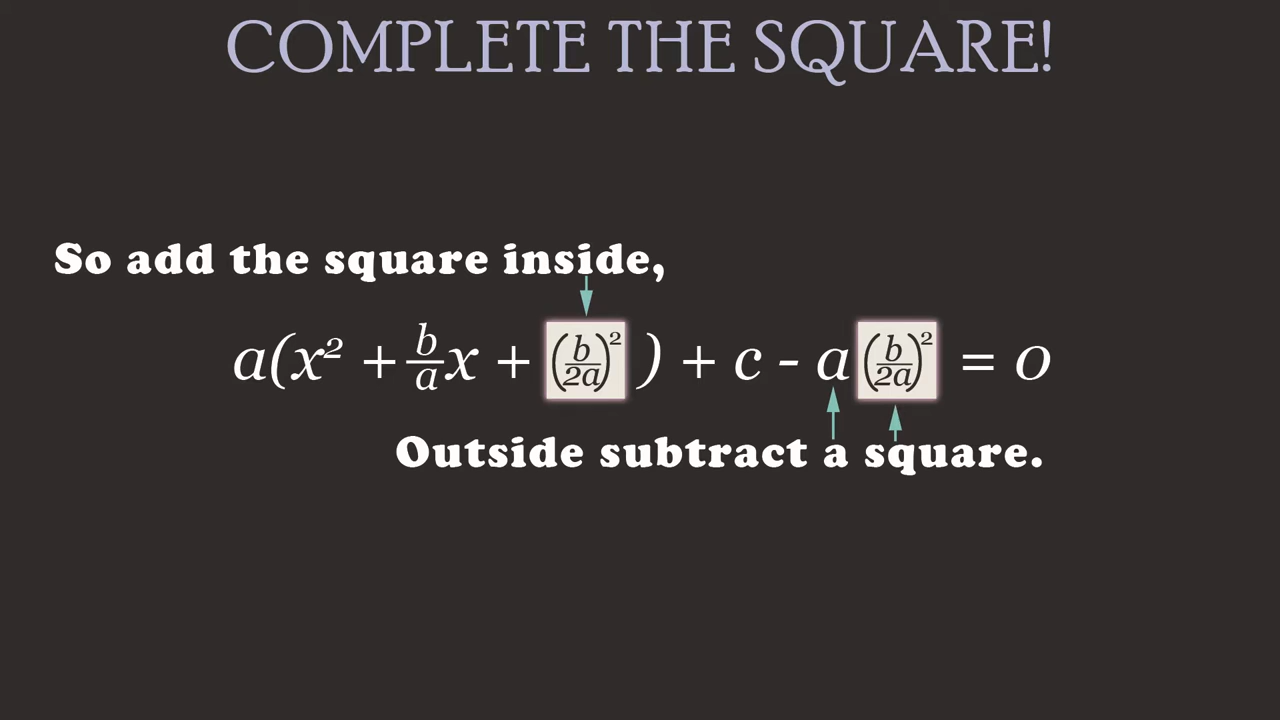 COMPLETE THE SQUARE!
So add the square inside,
a(x² + b/a x + (b/2a)² ) + c - a(b/2a)² = 0
Outside subtract a square.